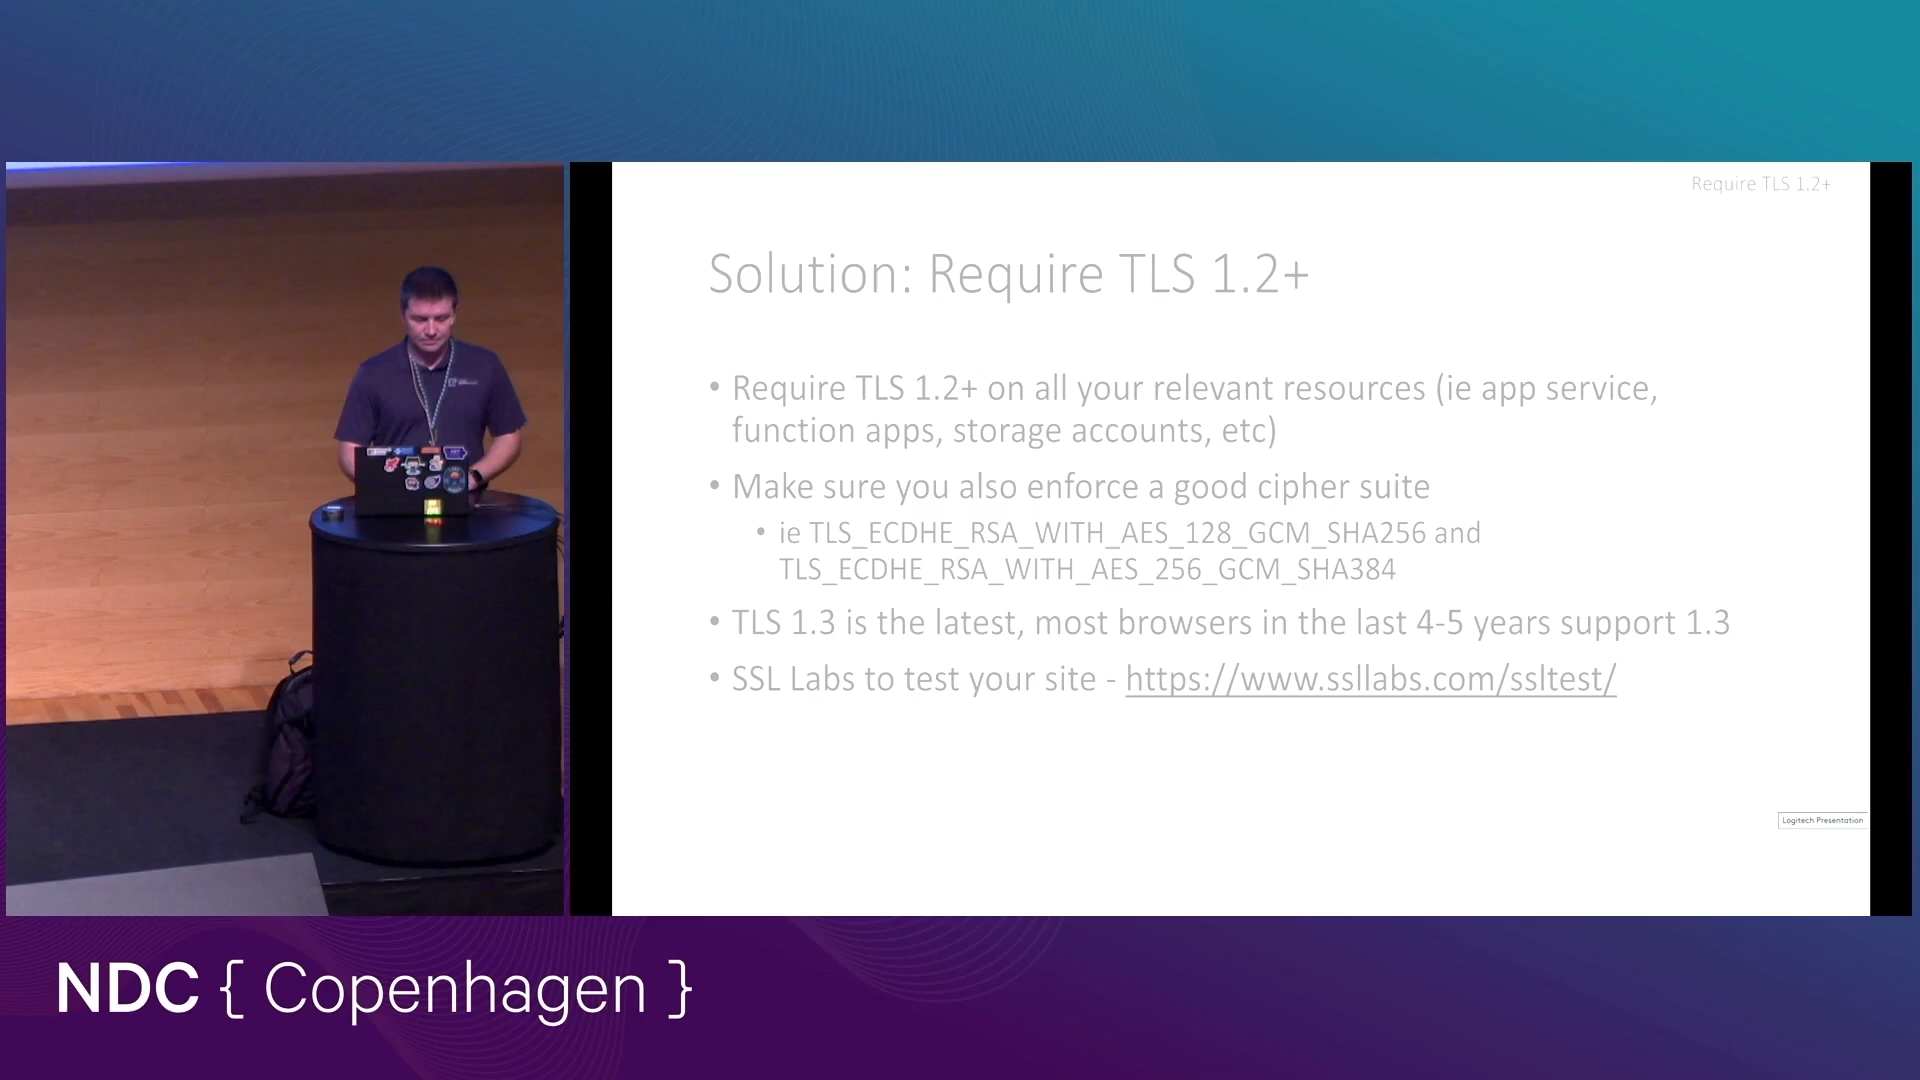 Require TLS 1.2+
Solution: Require TLS 1.2+
• Require TLS 1.2+ on all your relevant resources (ie app service,
function apps, storage accounts, etc)
• Make sure you also enforce a good cipher suite
• ie TLS_ECDHE_RSA_WITH_AES_128_GCM_SHA256 and
TLS_ECDHE_RSA_WITH_AES_256_GCM_SHA384
• TLS 1.3 is the latest, most browsers in the last 4-5 years support 1.3
• SSL Labs to test your site - https://www.ssllabs.com/ssltest/
Logitech Presentation
NDC { Copenhagen }